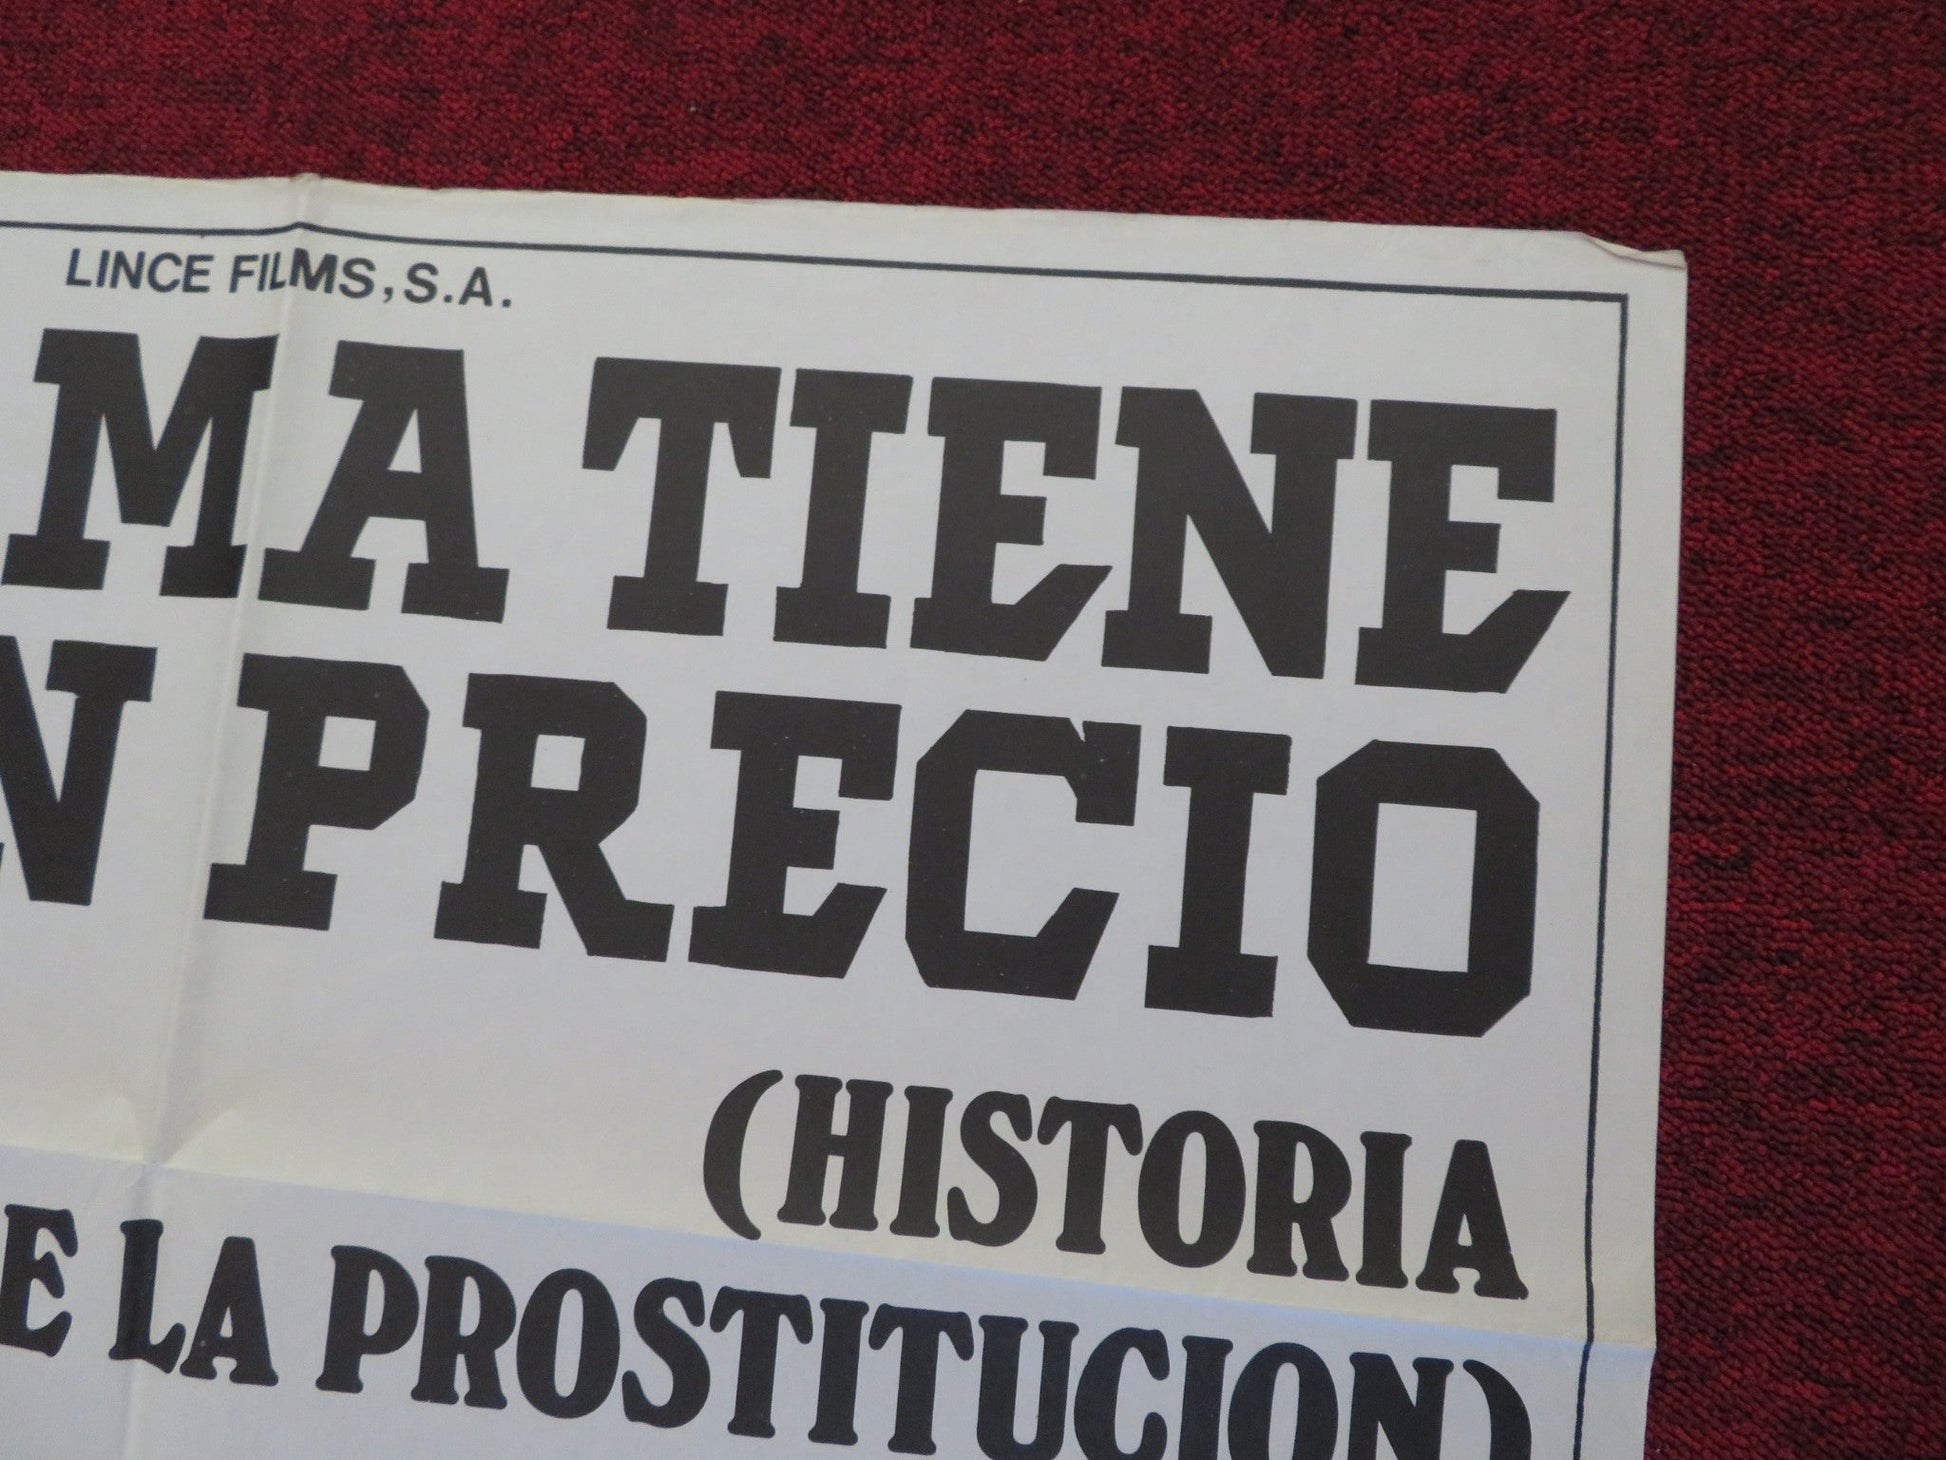 LINCE FILMS, S.A.
MA TIENE
N PRECIO
(HISTORIA
E LA PROSTITUCION)